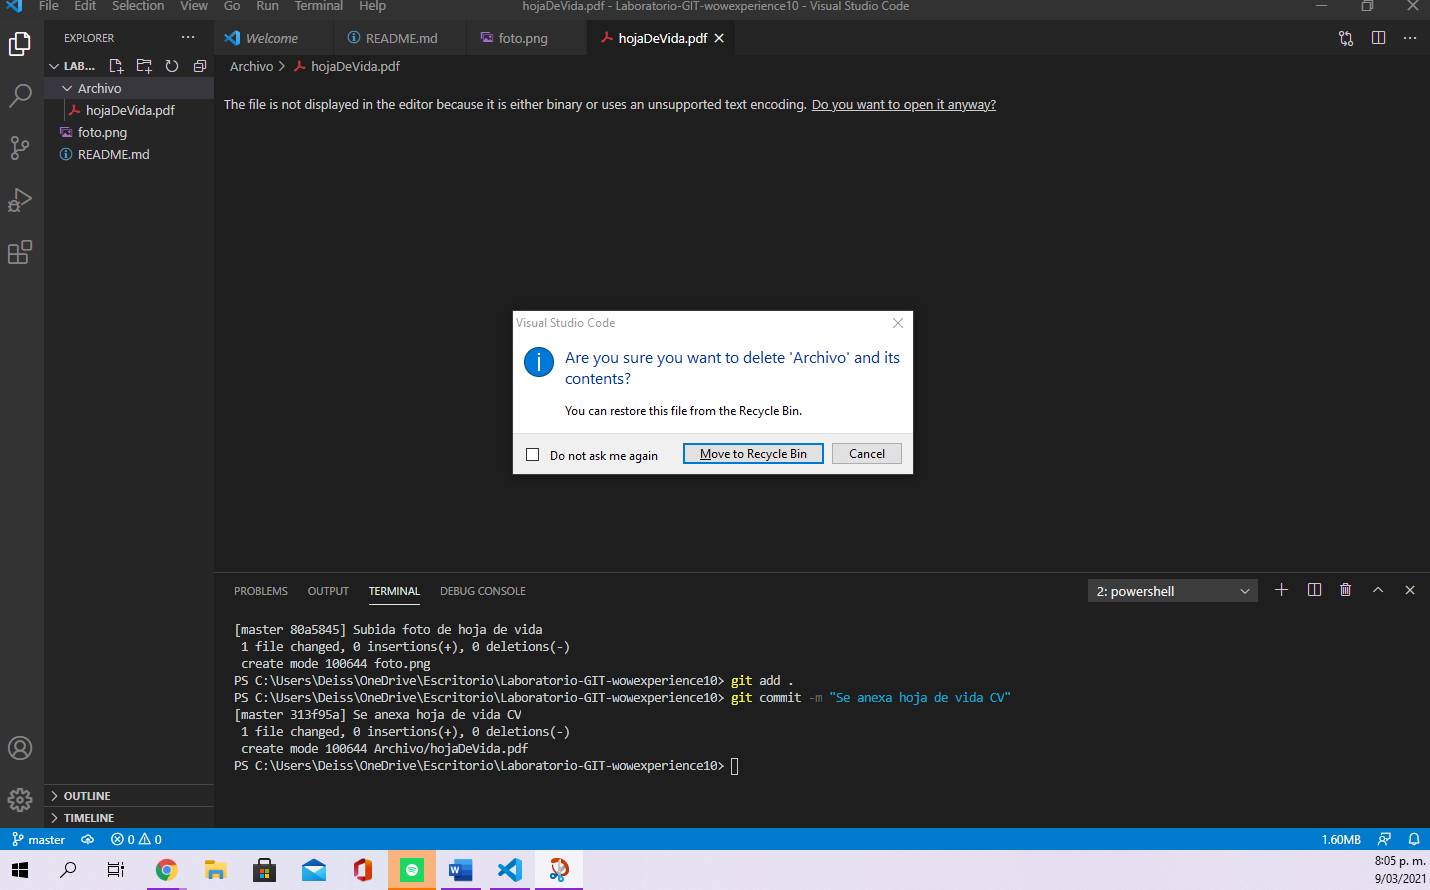 File Edit Selection View Go Run Terminal Help
hojaDeVida.pdf - Laboratorio-GIT-wowexperience10 - Visual Studio Code
EXPLORER
Welcome
README.md
foto.png
hojaDeVida.pdf
LAB...
Archivo
hojaDeVida.pdf
foto.png
README.md
Archivo > hojaDeVida.pdf
The file is not displayed in the editor because it is either binary or uses an unsupported text encoding. Do you want to open it anyway?
Visual Studio Code
Are you sure you want to delete 'Archivo' and its
contents?
You can restore this file from the Recycle Bin.
Do not ask me again
Move to Recycle Bin
Cancel
PROBLEMS OUTPUT TERMINAL DEBUG CONSOLE
2: powershell
[master 80a5845] Subida foto de hoja de vida
1 file changed, 0 insertions(+), 0 deletions(-)
create mode 100644 foto.png
PS C:\Users\Deiss\OneDrive\Escritorio\Laboratorio-GIT-wowexperience10> git add .
PS C:\Users\Deiss\OneDrive\Escritorio\Laboratorio-GIT-wowexperience10> git commit -m "Se anexa hoja de vida CV"
[master 313f95a] Se anexa hoja de vida CV
1 file changed, 0 insertions(+), 0 deletions(-)
create mode 100644 Archivo/hojaDeVida.pdf
PS C:\Users\Deiss\OneDrive\Escritorio\Laboratorio-GIT-wowexperience10>
OUTLINE
TIMELINE
master
0 0
1.60MB
8:05 p. m.
9/03/2021